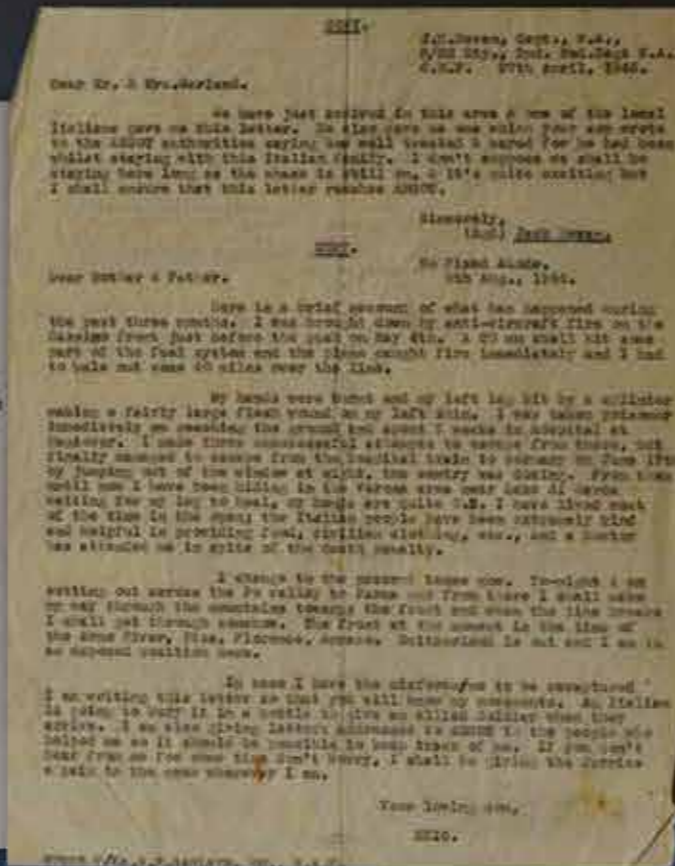 COPY.
Dear Mr. & Mrs.
We have just arrived in this area & one of the local
Italians gave me this letter. He also gave me one which your son wrote
to the authorities saying how well treated & cared for he had been
whilst staying with this Italian family. I don't suppose we shall be
staying here long as the chase is still on, & it's quite exciting but
I shall ensure that this letter reaches
Sincerely,
COPY.
No Fixed Abode.
Aug.,
Dear Mother & Father.
Here is a brief account of what has happened during
the past three months. I was brought down by anti-aircraft fire on the
front just before the push on May A mm shell hit some
part of the fuel system and the plane caught fire immediately and I had
to bale out some miles over the line.
My hands were burnt and my left leg hit by a splinter
making a fairly large flesh wound on my left shin. I was taken prisoner
immediately on reaching the ground and spent weeks in hospital at
I made three unsuccessful attempts to escape from there, but
finally managed to escape from the hospital train to Germany on June
by jumping out of the window at night, the sentry was dozing. From then
until now I have been hiding in the Verona area near Lake di Garda
waiting for my leg to heal, my hands are quite O.K. I have lived most
of the time in the open; the Italian people have been extremely kind
and helpful in providing food, civilian clothing, etc., and a doctor
has attended me in spite of the death penalty.
I change to the present tense now. To-night I am
setting out across the Po valley to Parma and from there I shall make
my way through the mountains towards the front and when the line breaks
I shall get through somehow. The front at the moment is the line of
the Arno River, Pisa, Florence, Switzerland is out and I am in
no exposed position here.
In case I have the misfortune to be recaptured
I am writing this letter so that you will know my movements. An Italian
is going to bury it in a bottle to give an Allied Soldier when they
arrive. I am also giving letters addressed to to the people who
helped me so it should be possible to keep track of me. If you don't
hear from me for some time don't worry, I shall be giving the Jerries
a pain in the neck wherever I am.
Your loving son,